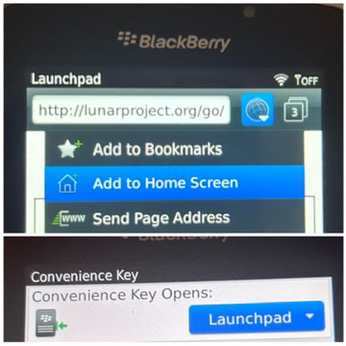 BlackBerry
Launchpad TOFF
http://lunarproject.org/go/ 3
Add to Bookmarks
Add to Home Screen
WWW Send Page Address
Convenience Key
Convenience Key Opens:
Launchpad